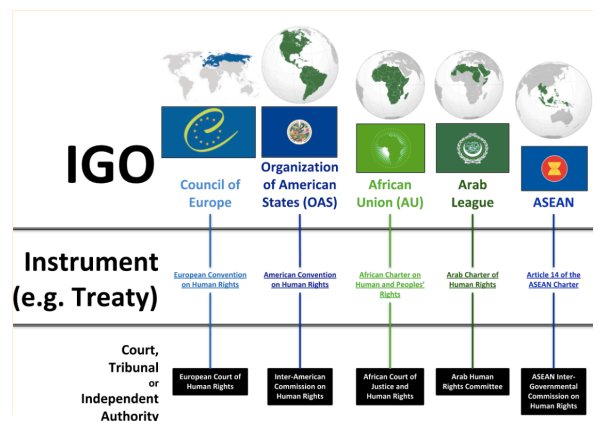 IGO
Council of
Europe
Organization
of American
States (OAS)
African
Union (AU)
Arab
League
ASEAN
Instrument
(e.g. Treaty)
European Convention
on Human Rights
American Convention
on Human Rights
African Charter on
Human and Peoples'
Rights
Arab Charter of
Human Rights
Article 14 of the
ASEAN Charter
Court,
Tribunal
or
Independent
Authority
European Court of
Human Rights
Inter-American
Commission on
Human Rights
African Court of
Justice and
Human Rights
Arab Human
Rights Committee
ASEAN Inter-
Governmental
Commission on
Human Rights